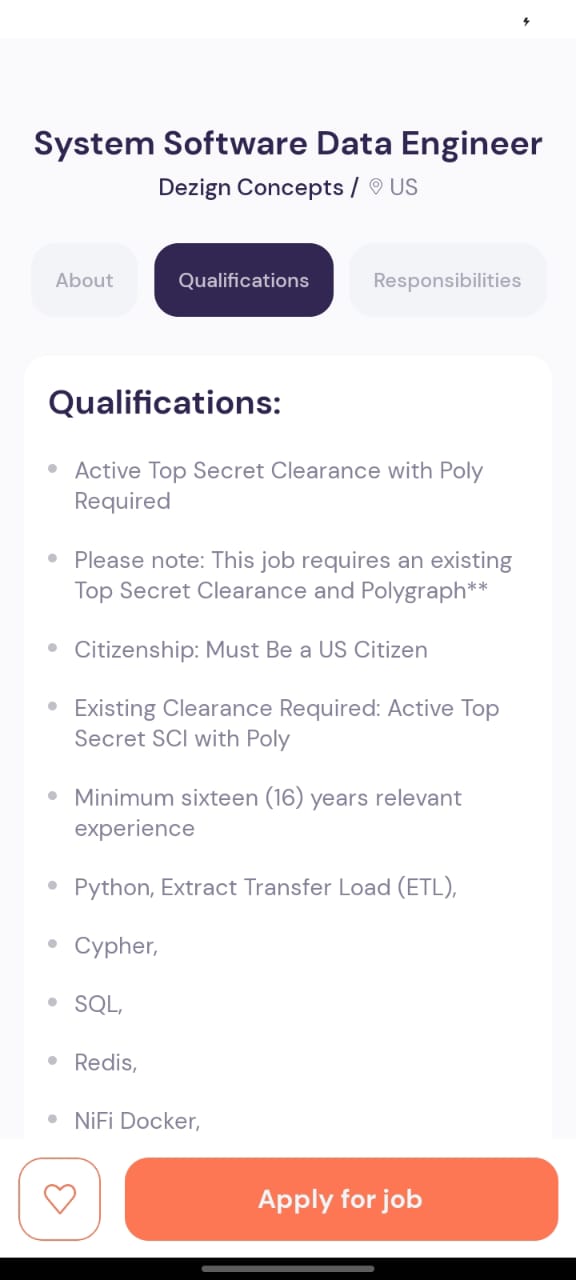 System Software Data Engineer
Dezign Concepts / US
About Qualifications Responsibilities
Qualifications:
Active Top Secret Clearance with Poly
Required
Please note: This job requires an existing
Top Secret Clearance and Polygraph**
Citizenship: Must Be a US Citizen
Existing Clearance Required: Active Top
Secret SCI with Poly
Minimum sixteen (16) years relevant
experience
Python, Extract Transfer Load (ETL),
Cypher,
SQL,
Redis,
NiFi Docker,
Apply for job